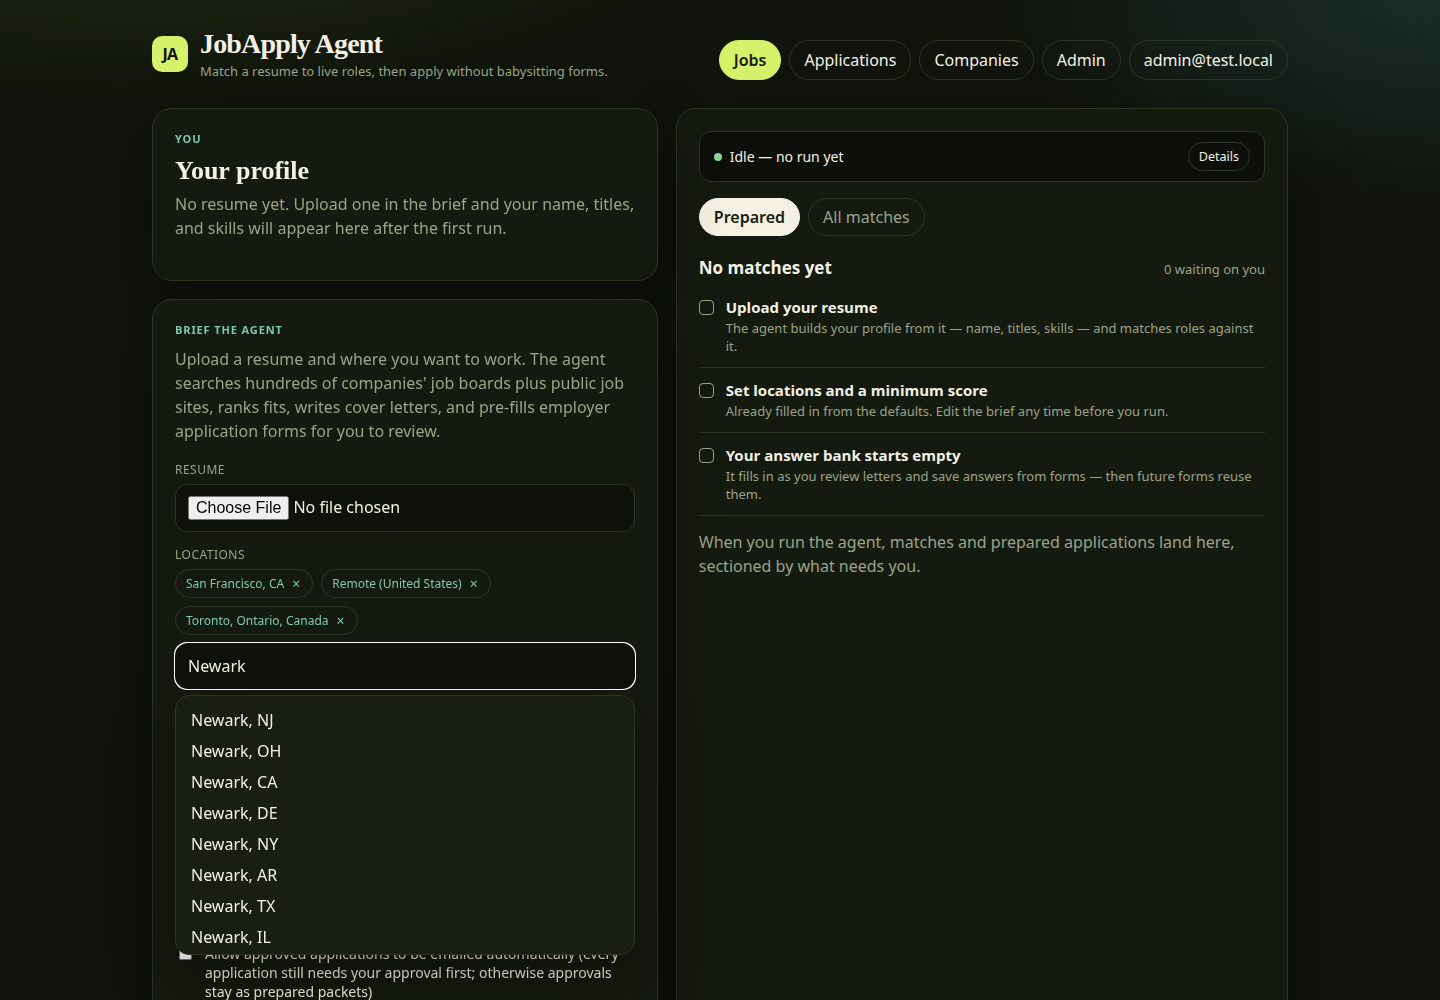 JA
JobApply Agent
Match a resume to live roles, then apply without babysitting forms.
Jobs
Applications
Companies
Admin
admin@test.local
YOU
Your profile
No resume yet. Upload one in the brief and your name, titles,
and skills will appear here after the first run.
BRIEF THE AGENT
Upload a resume and where you want to work. The agent
searches hundreds of companies' job boards plus public job
sites, ranks fits, writes cover letters, and pre-fills employer
application forms for you to review.
RESUME
Choose File No file chosen
LOCATIONS
San Francisco, CA ×
Remote (United States) ×
Toronto, Ontario, Canada ×
Newark
Newark, NJ
Newark, OH
Newark, CA
Newark, DE
Newark, NY
Newark, AR
Newark, TX
Newark, IL
Allow approved applications to be emailed automatically (every
application still needs your approval first; otherwise approvals
stay as prepared packets)
Idle — no run yet
Details
Prepared
All matches
No matches yet
0 waiting on you
Upload your resume
The agent builds your profile from it — name, titles, skills — and matches roles against
it.
Set locations and a minimum score
Already filled in from the defaults. Edit the brief any time before you run.
Your answer bank starts empty
It fills in as you review letters and save answers from forms — then future forms reuse
them.
When you run the agent, matches and prepared applications land here,
sectioned by what needs you.